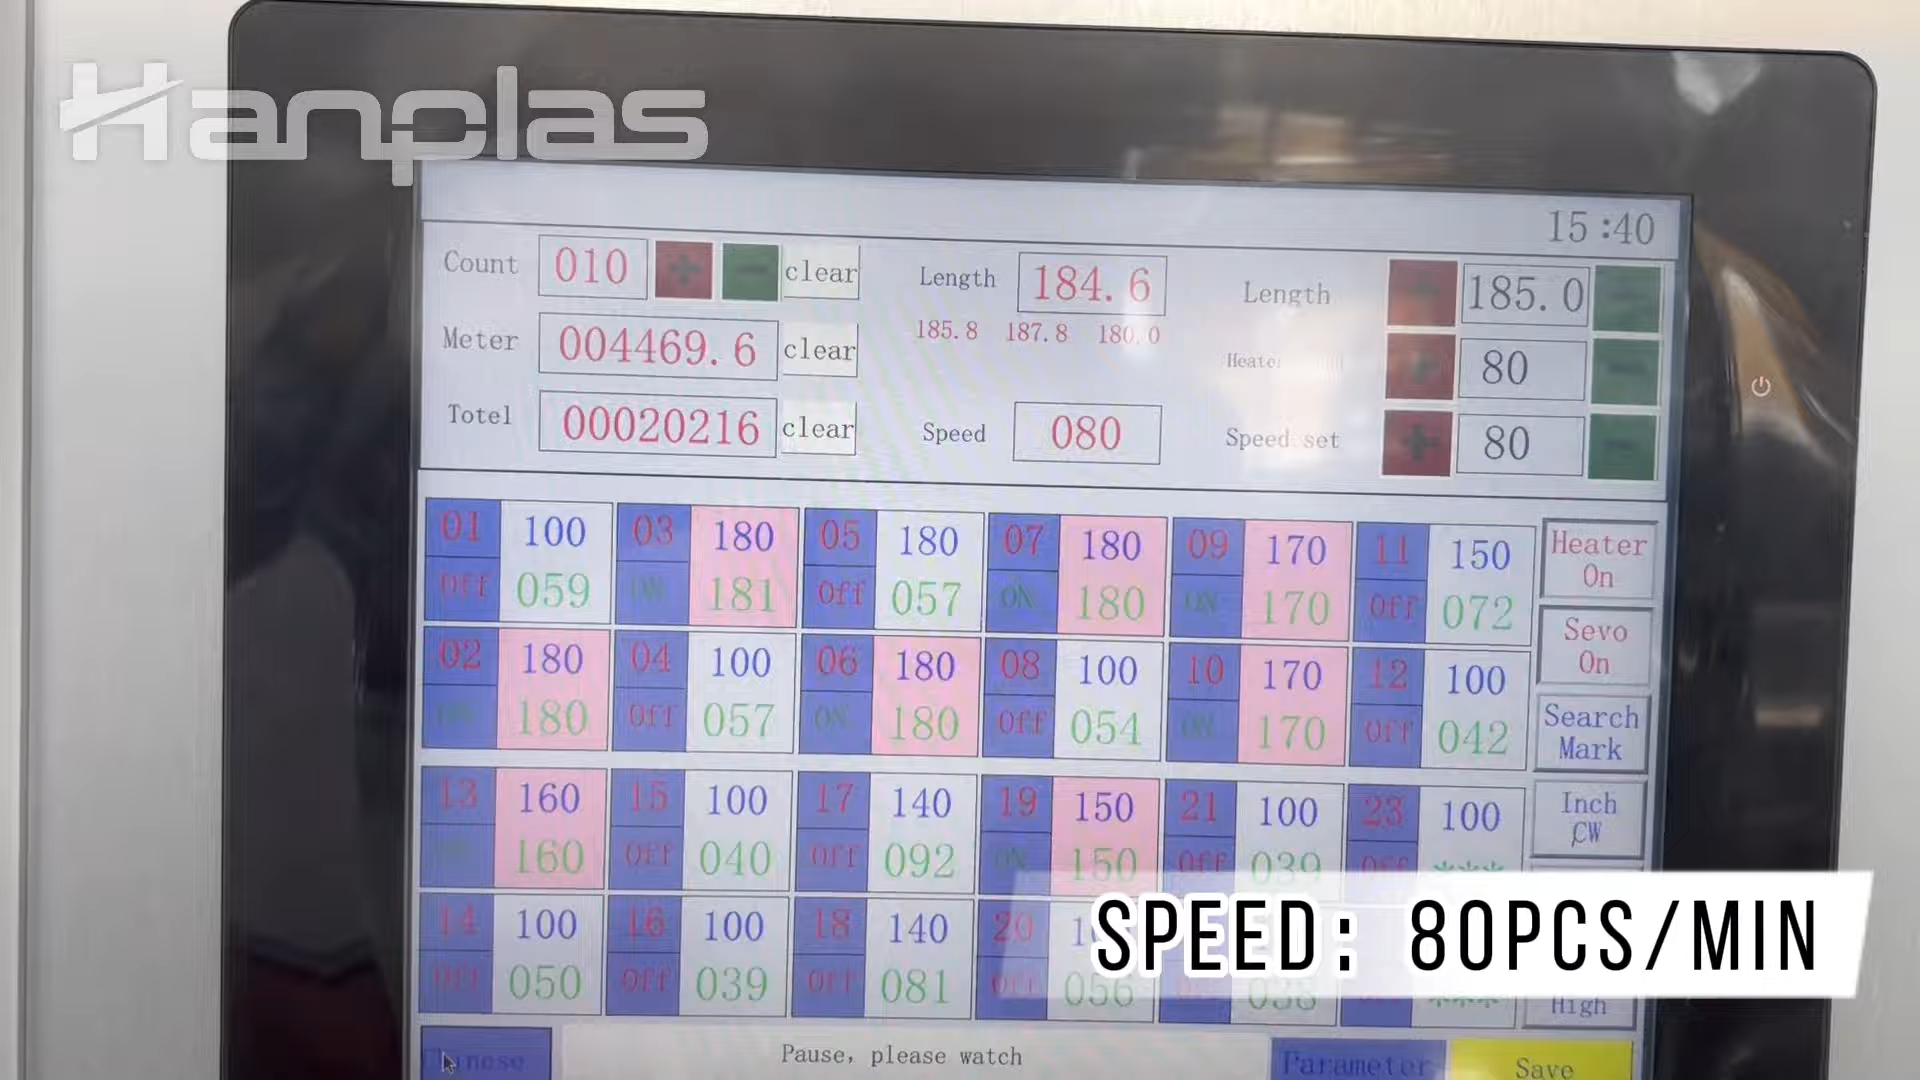 Hanplas
15:40
Count 010 + - clear Length 184.6 Length 185.0
185.8 187.8 180.0
Meter 004469.6 clear 80
Totel 00020216 clear Speed 080 Speed set + 80
01 100 03 180 05 180 07 180 09 170 11 150 Heater On
Off 059 ON 181 Off 057 ON 180 ON 170 Off 072
02 180 04 100 06 180 08 100 10 170 12 100 Sevo On
ON 180 Off 057 ON 180 Off 054 ON 170 Off 042 Search Mark
13 160 15 100 17 140 19 150 21 100 23 100 Inch CW
160 Off 040 Off 092 ON 150 Off 039 Off ***
14 100 16 100 18 140 20
Off 050 Off 039 Off 081 Off 056 038 *** High
SPEED: 80PCS/MIN
Pause, please watch Parameter Save